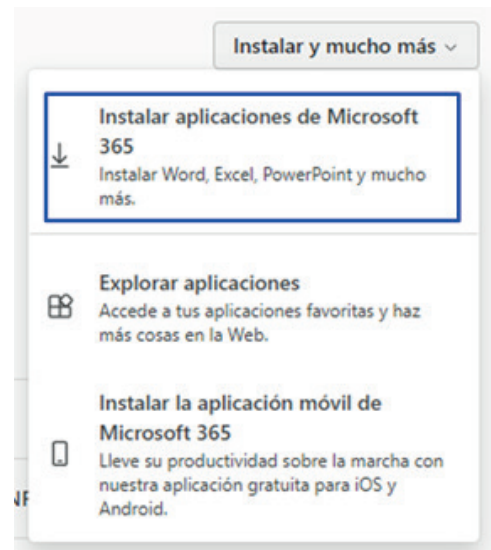 Instalar y mucho más
Instalar aplicaciones de Microsoft
365
Instalar Word, Excel, PowerPoint y mucho
más.
Explorar aplicaciones
Accede a tus aplicaciones favoritas y haz
más cosas en la Web.
Instalar la aplicación móvil de
Microsoft 365
Lleve su productividad sobre la marcha con
nuestra aplicación gratuita para iOS y
Android.